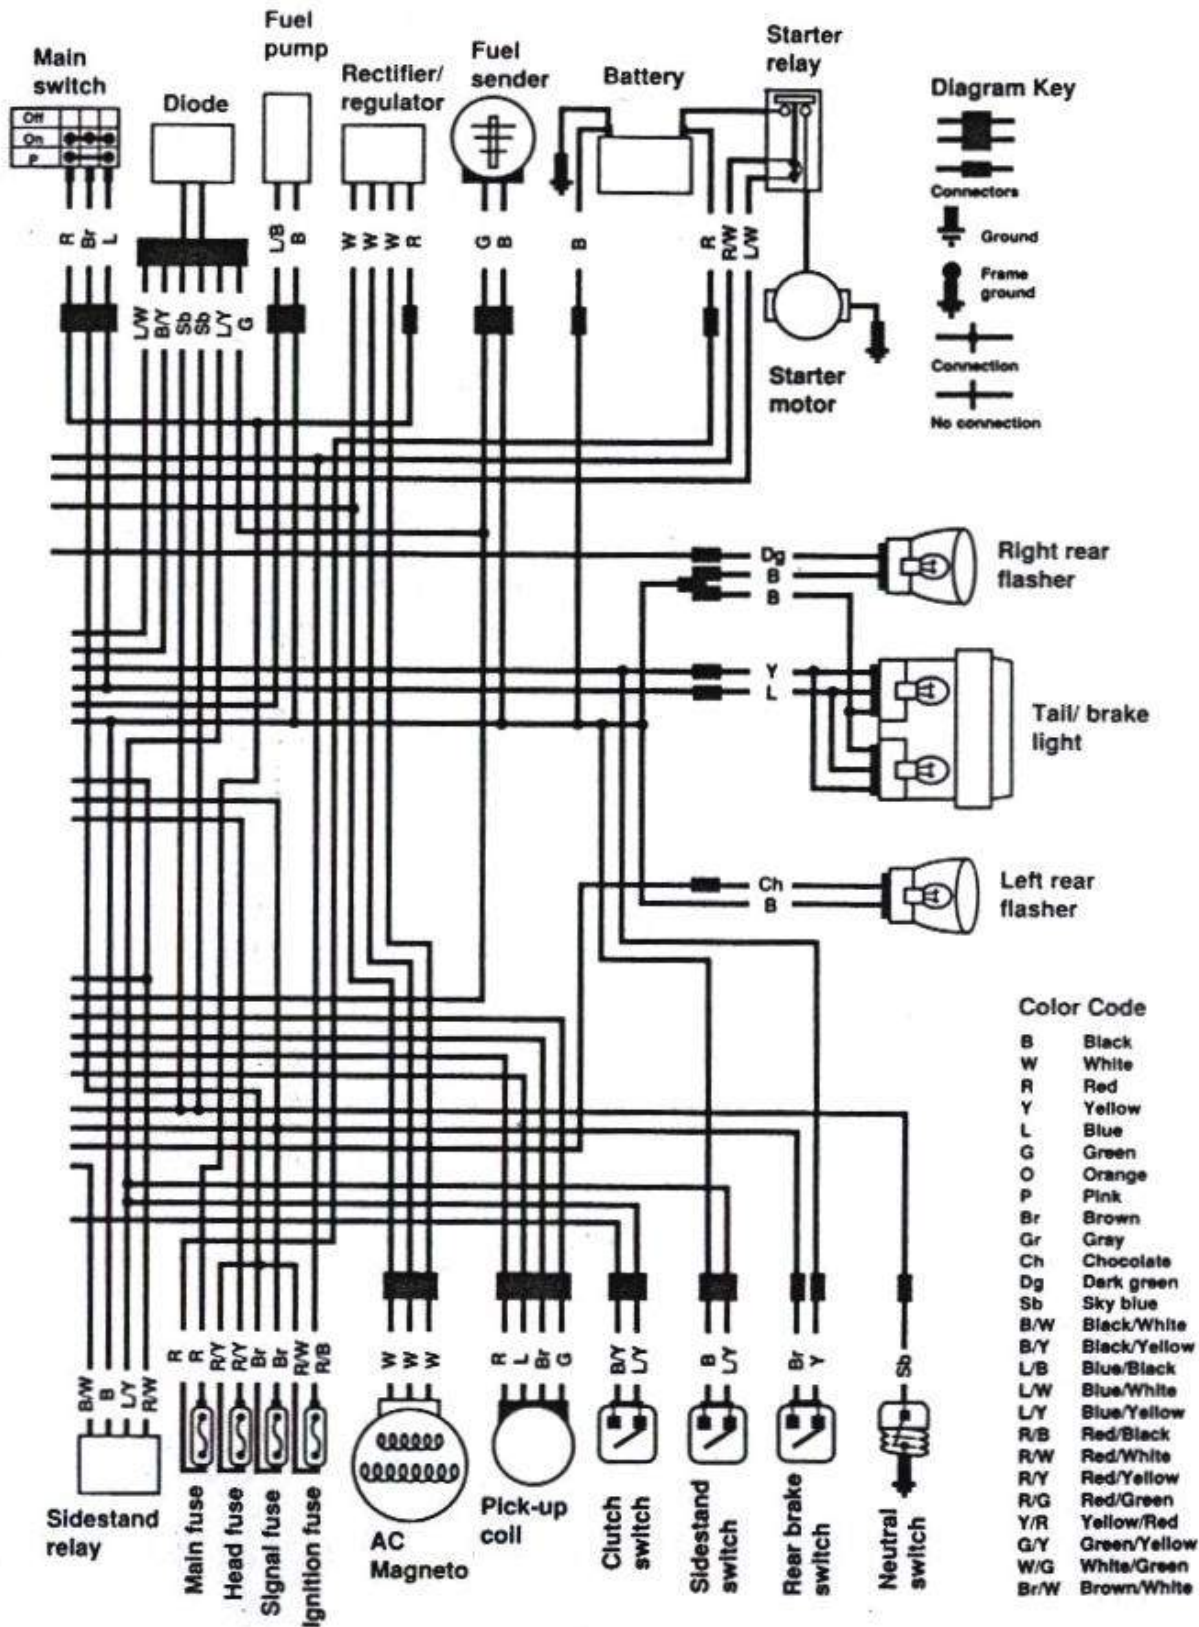 Main
switch
Off
On
P
Diode
Fuel
pump
Rectifier/
regulator
Fuel
sender
Battery
Starter
relay
Diagram Key
Connectors
Ground
Frame
ground
Connection
No connection
R
Br
L
L/B
B
W
W
W
R
G
B
B
R
R/W
L/W
L/W
B/Y
Sb
Sb
L/Y
G
Starter
motor
Dg
B
B
Right rear
flasher
Y
L
Tail/ brake
light
Ch
B
Left rear
flasher
Color Code
B Black
W White
R Red
Y Yellow
L Blue
G Green
O Orange
P Pink
Br Brown
Gr Gray
Ch Chocolate
Dg Dark green
Sb Sky blue
B/W Black/White
B/Y Black/Yellow
L/B Blue/Black
L/W Blue/White
L/Y Blue/Yellow
R/B Red/Black
R/W Red/White
R/Y Red/Yellow
R/G Red/Green
Y/R Yellow/Red
G/Y Green/Yellow
W/G White/Green
Br/W Brown/White
B/W
B
L/Y
R/W
R
R
R/Y
R/Y
Br
Br
R/W
R/B
W
W
W
R
L
Br
G
B/Y
L/Y
B
L/Y
Br
Y
Sb
Sidestand
relay
Main fuse
Head fuse
Signal fuse
Ignition fuse
AC
Magneto
Pick-up
coil
Clutch
switch
Sidestand
switch
Rear brake
switch
Neutral
switch